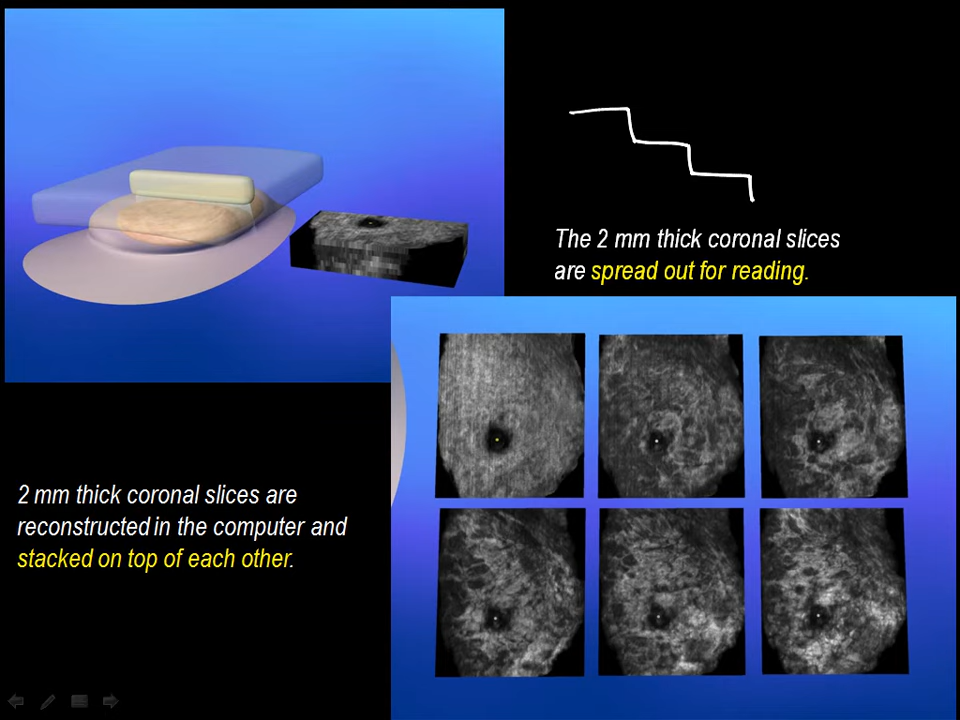 The 2 mm thick coronal slices
are spread out for reading.
2 mm thick coronal slices are
reconstructed in the computer and
stacked on top of each other.